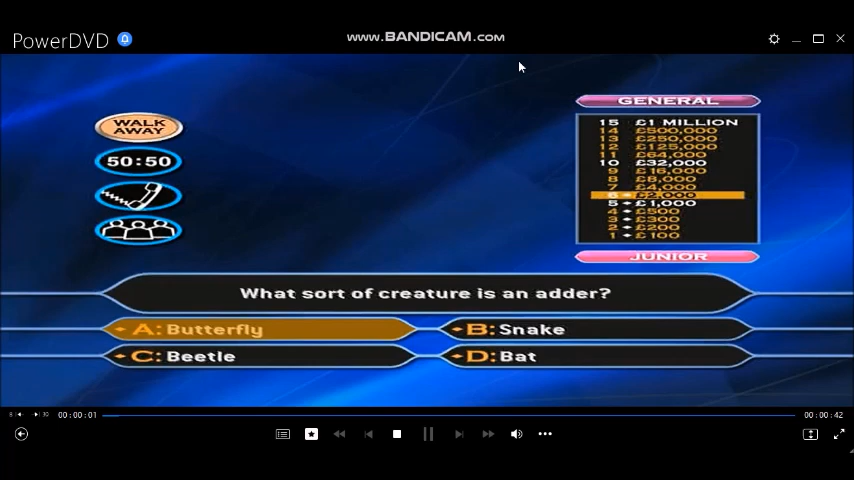 PowerDVD
www.BANDICAM.com
WALK
AWAY
50:50
GENERAL
15 £1 MILLION
14 £500,000
13 £250,000
12 £125,000
11 £64,000
10 £32,000
9 £16,000
8 £8,000
7 £4,000
6 £2,000
5 £1,000
4 £500
3 £300
2 £200
1 £100
JUNIOR
What sort of creature is an adder?
A: Butterfly
B: Snake
C: Beetle
D: Bat
00:00:01
00:00:42